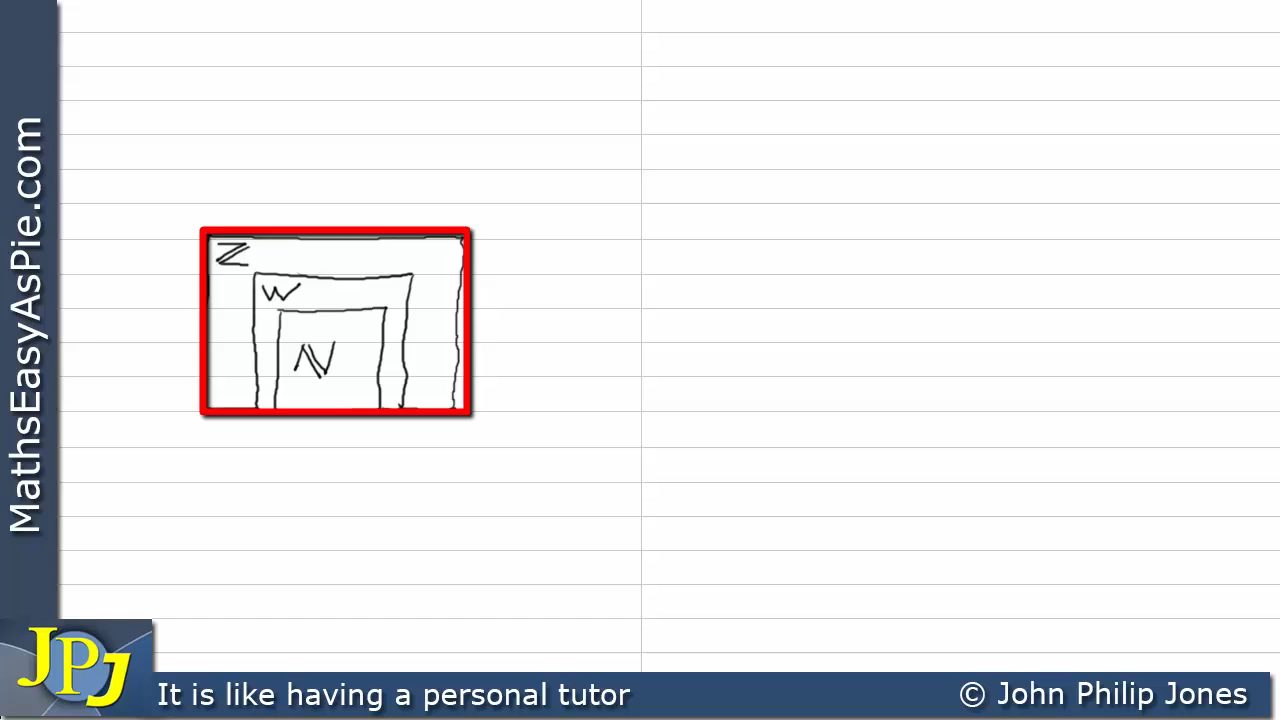 MathsEasyAsPie.com
ℤ
W
ℕ
JPJ
It is like having a personal tutor
© John Philip Jones